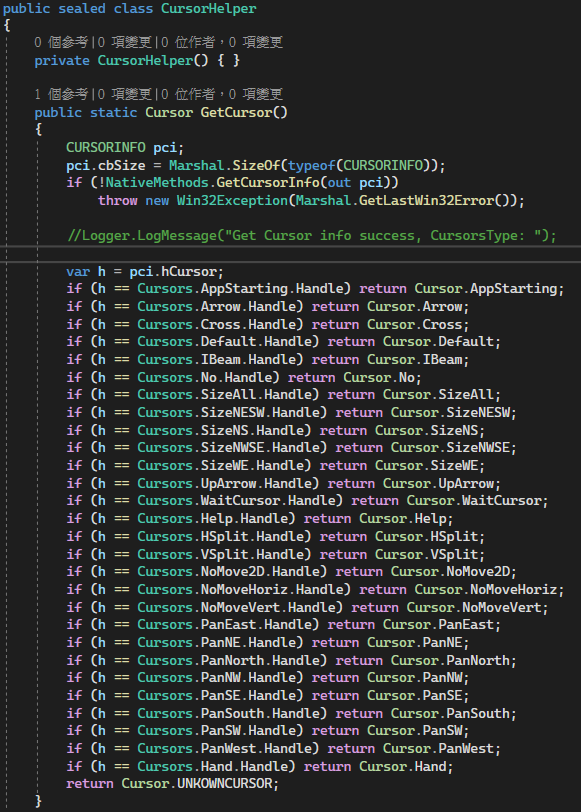 public sealed class CursorHelper
{
0 個參考|0 項變更|0 位作者，0 項變更
private CursorHelper() { }
1 個參考|0 項變更|0 位作者，0 項變更
public static Cursor GetCursor()
{
CURSORINFO pci;
pci.cbSize = Marshal.SizeOf(typeof(CURSORINFO));
if (!NativeMethods.GetCursorInfo(out pci))
throw new Win32Exception(Marshal.GetLastWin32Error());
//Logger.LogMessage("Get Cursor info success, CursorsType: ");
var h = pci.hCursor;
if (h == Cursors.AppStarting.Handle) return Cursor.AppStarting;
if (h == Cursors.Arrow.Handle) return Cursor.Arrow;
if (h == Cursors.Cross.Handle) return Cursor.Cross;
if (h == Cursors.Default.Handle) return Cursor.Default;
if (h == Cursors.IBeam.Handle) return Cursor.IBeam;
if (h == Cursors.No.Handle) return Cursor.No;
if (h == Cursors.SizeAll.Handle) return Cursor.SizeAll;
if (h == Cursors.SizeNESW.Handle) return Cursor.SizeNESW;
if (h == Cursors.SizeNS.Handle) return Cursor.SizeNS;
if (h == Cursors.SizeNWSE.Handle) return Cursor.SizeNWSE;
if (h == Cursors.SizeWE.Handle) return Cursor.SizeWE;
if (h == Cursors.UpArrow.Handle) return Cursor.UpArrow;
if (h == Cursors.WaitCursor.Handle) return Cursor.WaitCursor;
if (h == Cursors.Help.Handle) return Cursor.Help;
if (h == Cursors.HSplit.Handle) return Cursor.HSplit;
if (h == Cursors.VSplit.Handle) return Cursor.VSplit;
if (h == Cursors.NoMove2D.Handle) return Cursor.NoMove2D;
if (h == Cursors.NoMoveHoriz.Handle) return Cursor.NoMoveHoriz;
if (h == Cursors.NoMoveVert.Handle) return Cursor.NoMoveVert;
if (h == Cursors.PanEast.Handle) return Cursor.PanEast;
if (h == Cursors.PanNE.Handle) return Cursor.PanNE;
if (h == Cursors.PanNorth.Handle) return Cursor.PanNorth;
if (h == Cursors.PanNW.Handle) return Cursor.PanNW;
if (h == Cursors.PanSE.Handle) return Cursor.PanSE;
if (h == Cursors.PanSouth.Handle) return Cursor.PanSouth;
if (h == Cursors.PanSW.Handle) return Cursor.PanSW;
if (h == Cursors.PanWest.Handle) return Cursor.PanWest;
if (h == Cursors.Hand.Handle) return Cursor.Hand;
return Cursor.UNKOWNCURSOR;
}